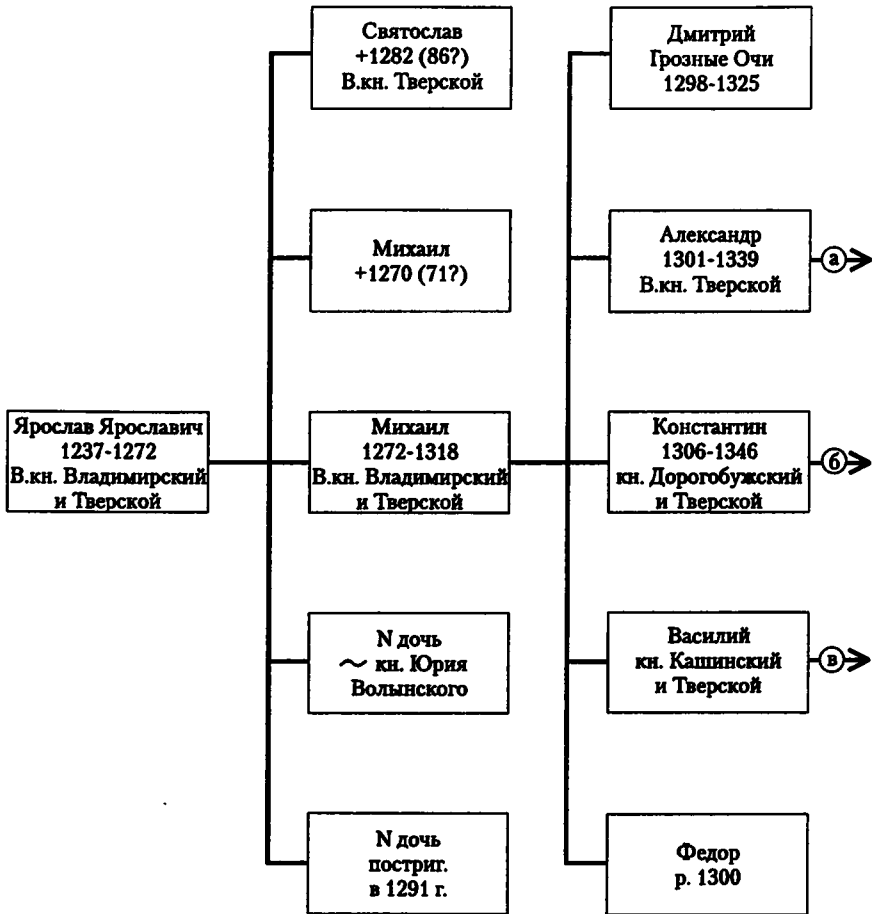 Святослав
+1282 (86?)
В.кн. Тверской
Дмитрий
Грозные Очи
1298-1325
Михаил
+1270 (71?)
Александр
1301-1339
В.кн. Тверской
а
Ярослав Ярославич
1237-1272
В.кн. Владимирский
и Тверской
Михаил
1272-1318
В.кн. Владимирский
и Тверской
Константин
1306-1346
кн. Дорогобужский
и Тверской
б
N дочь
~ кн. Юрия
Волынского
Василий
кн. Кашинский
и Тверской
в
N дочь
постриг.
в 1291 г.
Федор
р. 1300